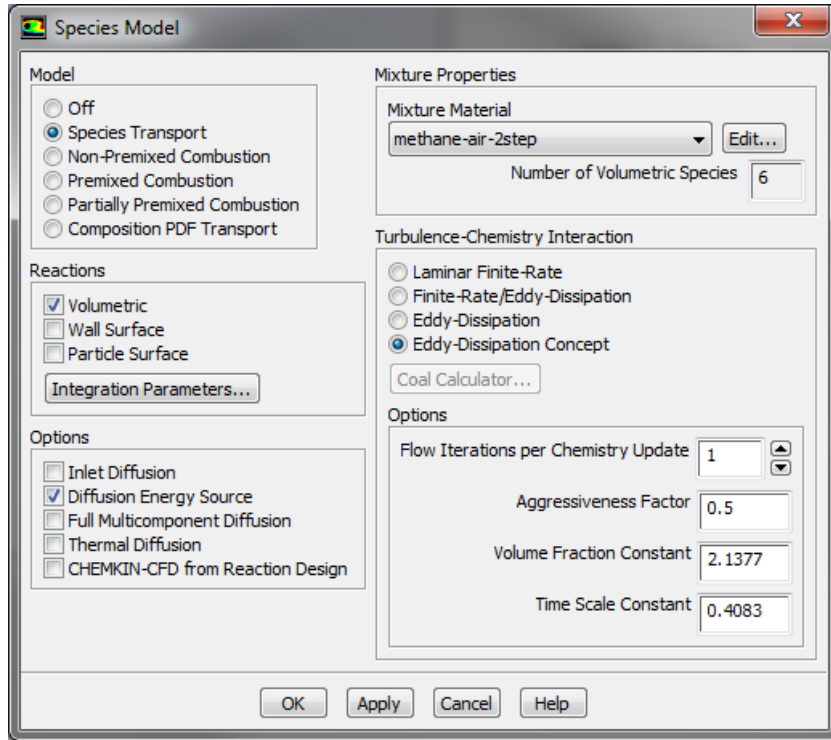 Species Model
Model
Off
Species Transport
Non-Premixed Combustion
Premixed Combustion
Partially Premixed Combustion
Composition PDF Transport
Reactions
Volumetric
Wall Surface
Particle Surface
Integration Parameters...
Options
Inlet Diffusion
Diffusion Energy Source
Full Multicomponent Diffusion
Thermal Diffusion
CHEMKIN-CFD from Reaction Design
Mixture Properties
Mixture Material
methane-air-2step Edit...
Number of Volumetric Species 6
Turbulence-Chemistry Interaction
Laminar Finite-Rate
Finite-Rate/Eddy-Dissipation
Eddy-Dissipation
Eddy-Dissipation Concept
Coal Calculator...
Options
Flow Iterations per Chemistry Update 1
Aggressiveness Factor 0.5
Volume Fraction Constant 2.1377
Time Scale Constant 0.4083
OK Apply Cancel Help